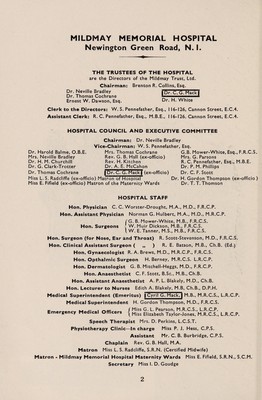 MILDMAY MEMORIAL HOSPITAL
Newington Green Road, N.1.
THE TRUSTEES OF THE HOSPITAL
are the Directors of the Mildmay Trust, Ltd.
Chairman: Brenton R. Collins, Esq.
Dr. Neville Bradley
Dr. C. G. Mack
Dr. Thomas Cochrane
Ernest W. Dawson, Esq.
Dr. H. White
Clerk to the Directors: W. S. Pennefather, Esq., 116-126, Cannon Street, E.C.4.
Assistant Clerk: R. C. Pennefather, Esq., M.B.E., 116-126, Cannon Street, E.C.4.
HOSPITAL COUNCIL AND EXECUTIVE COMMITTEE
Chairman: Dr. Neville Bradley
Vice-Chairman: W. S. Pennefather, Esq.
Dr. Harold Balme, O.B.E. Mrs. Thomas Cochrane G.B. Mower-White, Esq., F.R.C.S.
Mrs. Neville Bradley Rev. G. B. Hall (ex-officio) Mrs. G. Parsons
Dr. H. M. Churchill Rev. H. Kitchen R. C. Pennefather, Esq., M.B.E.
Dr. G. Clark-Troter Dr. A. E. McCuhon Dr. P. M. Phillips
Dr. Thomas Cochrane Dr. C. G. Mack (ex-officio) Dr. C. F. Scott
Miss L. S. Radcliffe (ex-officio) Matron of Hospital Dr. H. Gordon Thompson (ex-officio)
Miss E. Fifield (ex-officio) Matron of the Maternity Wards Dr. T. T. Thomson
HOSPITAL STAFF
Hon. Physician C. C. Worster-Drought, M.A., M.D., F.R.C.P.
Hon. Assistant Physician Norman G. Hulbert, M.A., M.D., M.R.C.P.
Hon. Surgeons G. B. Mower-White, M.B., F.R.C.S.
W. Muir Dickson, M.B., F.R.C.S.
W. E. Tanner, M.S., M.B., F.R.C.S.
Hon. Surgeon (for Nose, Ear and Throat) R. Scott-Stevenson, M.D., F.R.C.S.
Hon. Clinical Assistant Surgeon ( „ ) R. E. Batson, M.B., Ch.B. (Ed.)
Hon. Gynaecologist R. A. Brews, M.D., M.R.C.P., F.R.C.S.
Hon. Opthalmic Surgeon H. Berney, M.R.C.S., L.R.C.P.
Hon. Dermatologist G. B. Mitchell-Heggs, M.D., F.R.C.P.
Hon. Anaesthetist C. F. Scott, B.Sc., M.B., Ch.B.
Hon. Assistant Anaesthetist A. P. L. Blakely, M.D., Ch.B.
Hon. Lecturer to Nurses Edith A. Blakely, M.B., Ch.B., D.P.H.
Medical Superintendent (Emeritus) Cyril G. Mack, M.B., M.R.C.S., L.R.C.P.
Medical Superintendent H. Gordon Thompson, M.D., F.R.C.S.
Emergency Medical Officers Miss G. L. Pearson, M.R.C.S., L.R.C.P.
Miss Elizabeth Taylor-Jones, M.R.C.S., L.R.C.P.
Speech Therapist Mrs. D. Perkins, L.C.S.T.
Physiotherapy Clinic—In charge Miss P. J. Hess, C.P.S.
Assistant Mr. C. B. Burbridge, C.P.S.
Chaplain Rev. G. B. Hall, M.A.
Matron Miss L. S. Radcliffe, S.R.N. (Certified Midwife)
Matron - Mildmay Memorial Hospital Maternity Wards Miss E. Fifield, S.R.N., S.C.M.
Secretary Miss I. D. Goodge
2